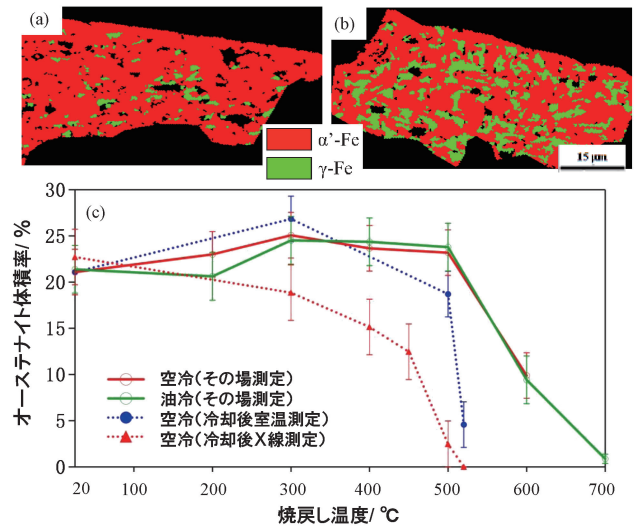 (a)
(b)
α’-Fe
γ-Fe
15 μm
(c)
30
25
20
15
10
5
0
オーステナイト体積率/ %
空冷(その場測定)
油冷(その場測定)
空冷(冷却後室温測定)
空冷(冷却後X線測定)
20 100 200 300 400 500 600 700
焼戻し温度/ ℃